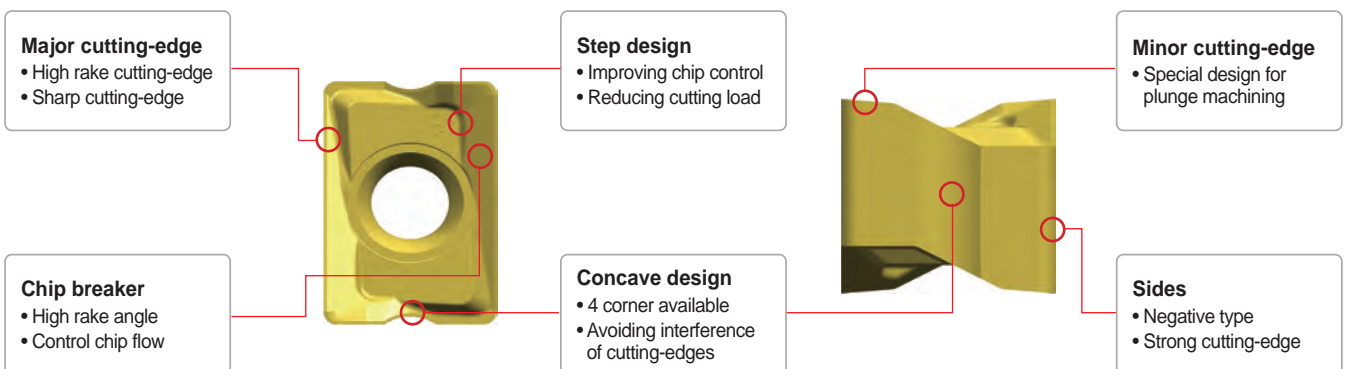 Major cutting-edge
• High rake cutting-edge
• Sharp cutting-edge
Step design
• Improving chip control
• Reducing cutting load
Minor cutting-edge
• Special design for
plunge machining
Chip breaker
• High rake angle
• Control chip flow
Concave design
• 4 corner available
• Avoiding interference
of cutting-edges
Sides
• Negative type
• Strong cutting-edge